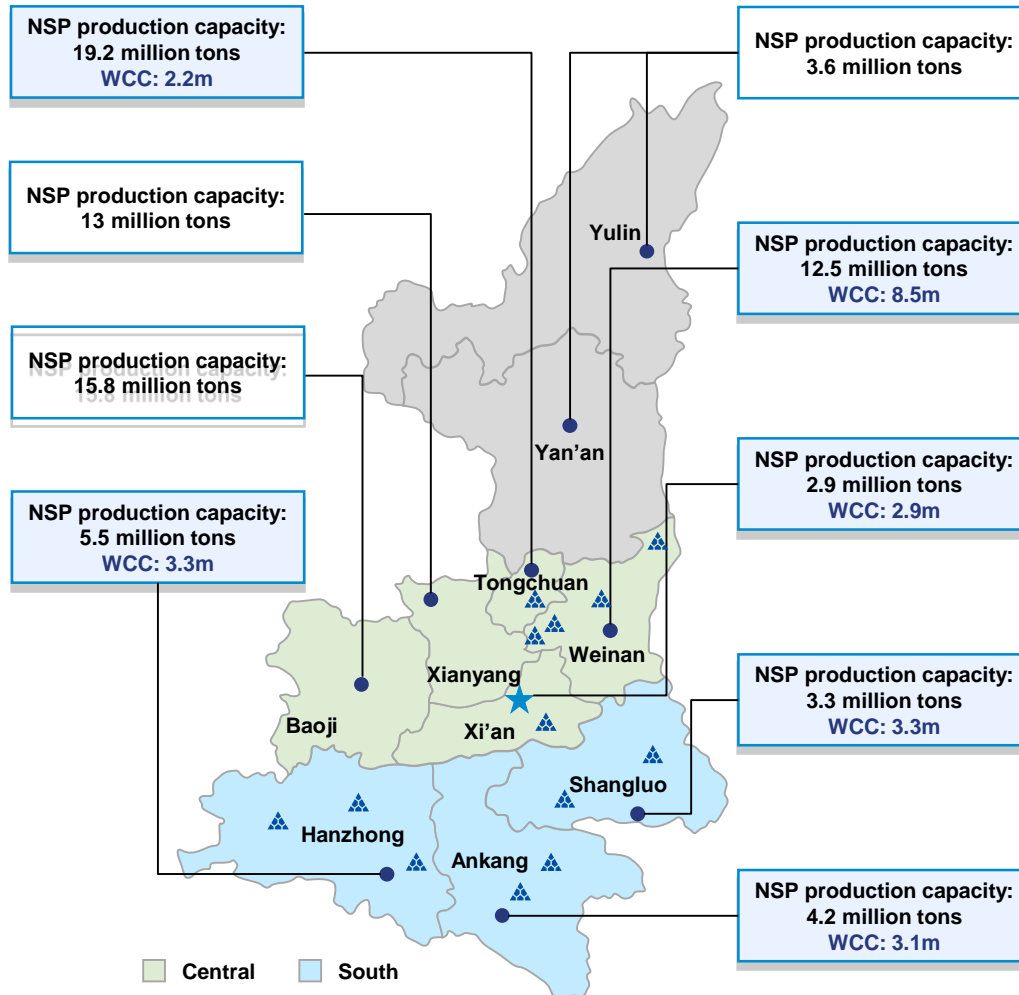 NSP production capacity:
19.2 million tons
WCC: 2.2m
NSP production capacity:
3.6 million tons
NSP production capacity:
13 million tons
Yulin
NSP production capacity:
12.5 million tons
WCC: 8.5m
NSP production capacity:
15.8 million tons
Yan’an
NSP production capacity:
2.9 million tons
WCC: 2.9m
NSP production capacity:
5.5 million tons
WCC: 3.3m
Tongchuan
Weinan
Xianyang
Baoji
Xi’an
NSP production capacity:
3.3 million tons
WCC: 3.3m
Shangluo
Hanzhong
Ankang
NSP production capacity:
4.2 million tons
WCC: 3.1m
Central
South